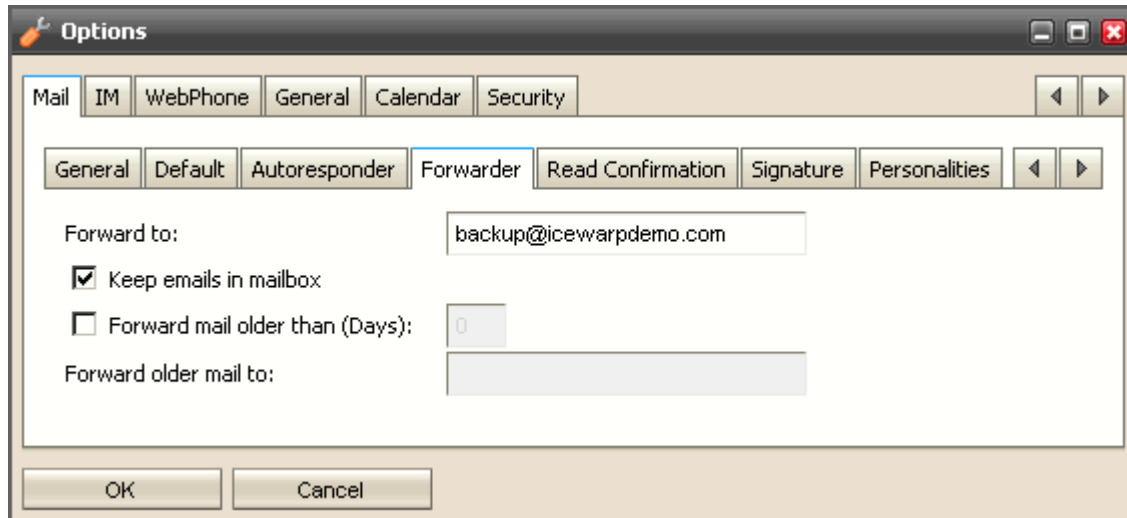 Options
Mail IM WebPhone General Calendar Security
General Default Autoresponder Forwarder Read Confirmation Signature Personalities
Forward to: backup@icewarpdemo.com
Keep emails in mailbox
Forward mail older than (Days): 0
Forward older mail to:
OK Cancel